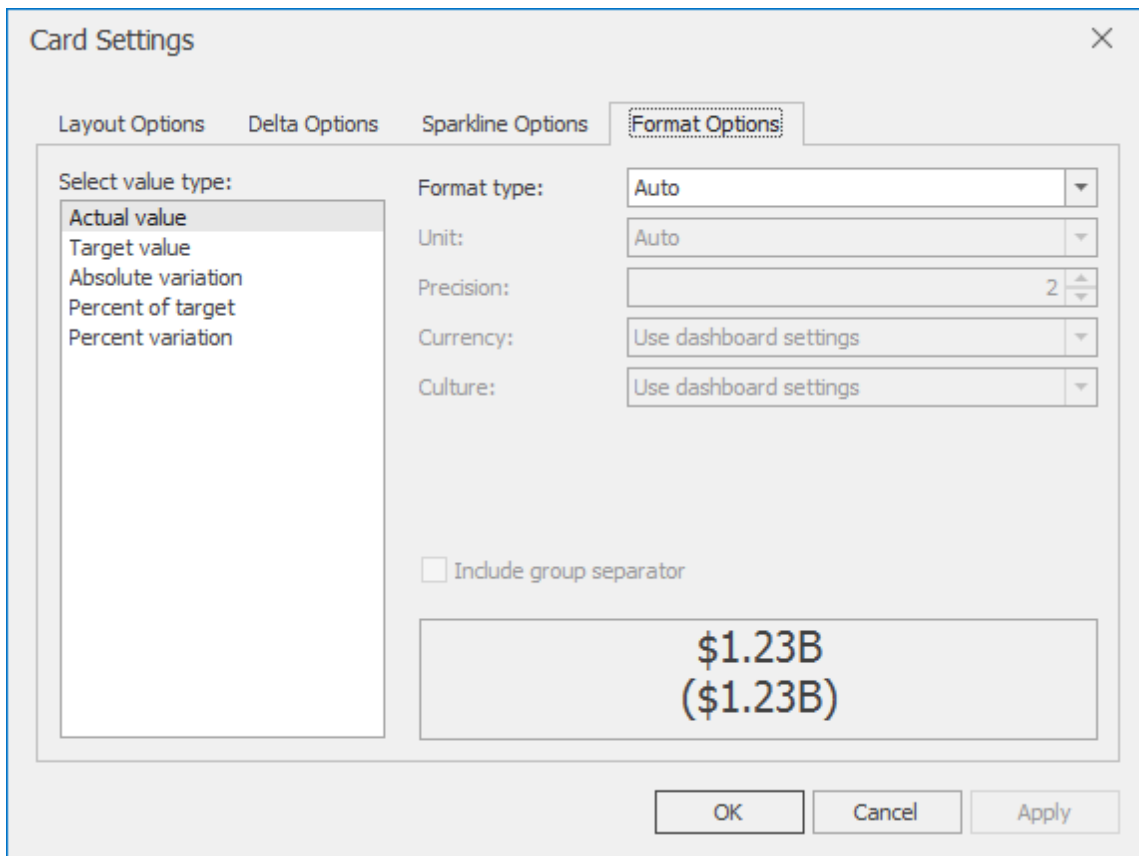 Card Settings
Layout Options Delta Options Sparkline Options Format Options
Select value type:
Actual value
Target value
Absolute variation
Percent of target
Percent variation
Format type: Auto
Unit: Auto
Precision: 2
Currency: Use dashboard settings
Culture: Use dashboard settings
Include group separator
$1.23B
($1.23B)
OK Cancel Apply